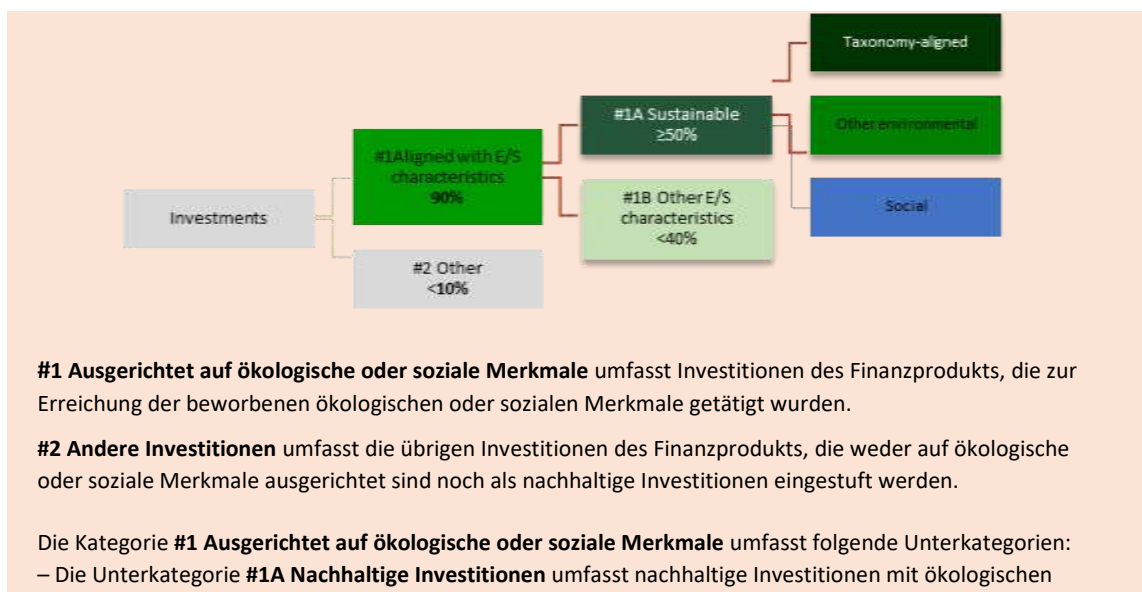 Taxonomy-aligned
#1A Sustainable
≥50%
Other environmental
#1Aligned with E/S
characteristics
90%
Investments
#1B Other E/S
characteristics
<40%
Social
#2 Other
<10%
#1 Ausgerichtet auf ökologische oder soziale Merkmale umfasst Investitionen des Finanzprodukts, die zur
Erreichung der beworbenen ökologischen oder sozialen Merkmale getätigt wurden.
#2 Andere Investitionen umfasst die übrigen Investitionen des Finanzprodukts, die weder auf ökologische
oder soziale Merkmale ausgerichtet sind noch als nachhaltige Investitionen eingestuft werden.
Die Kategorie #1 Ausgerichtet auf ökologische oder soziale Merkmale umfasst folgende Unterkategorien:
– Die Unterkategorie #1A Nachhaltige Investitionen umfasst nachhaltige Investitionen mit ökologischen